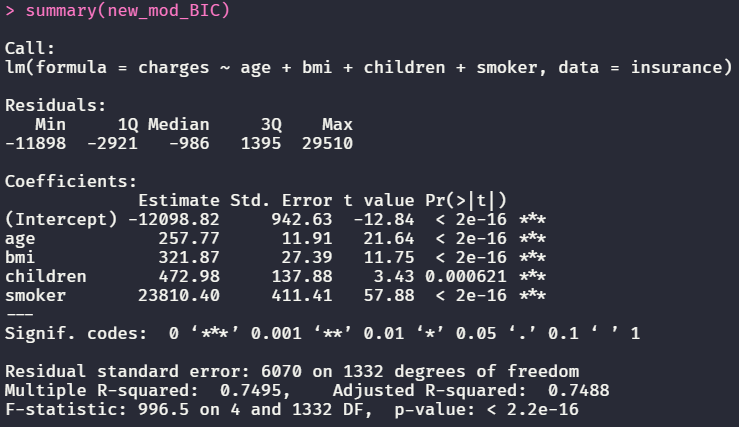 > summary(new_mod_BIC)

Call:
lm(formula = charges ~ age + bmi + children + smoker, data = insurance)

Residuals:
   Min     1Q Median     3Q    Max
-11898  -2921   -986   1395  29510

Coefficients:
             Estimate Std. Error t value Pr(>|t|)
(Intercept) -12098.82     942.63  -12.84  < 2e-16 ***
age            257.77      11.91   21.64  < 2e-16 ***
bmi            321.87      27.39   11.75  < 2e-16 ***
children       472.98     137.88    3.43 0.000621 ***
smoker       23810.40     411.41   57.88  < 2e-16 ***
---
Signif. codes:  0 ‘***’ 0.001 ‘**’ 0.01 ‘*’ 0.05 ‘.’ 0.1 ‘ ’ 1

Residual standard error: 6070 on 1332 degrees of freedom
Multiple R-squared:  0.7495,    Adjusted R-squared:  0.7488
F-statistic: 996.5 on 4 and 1332 DF,  p-value: < 2.2e-16